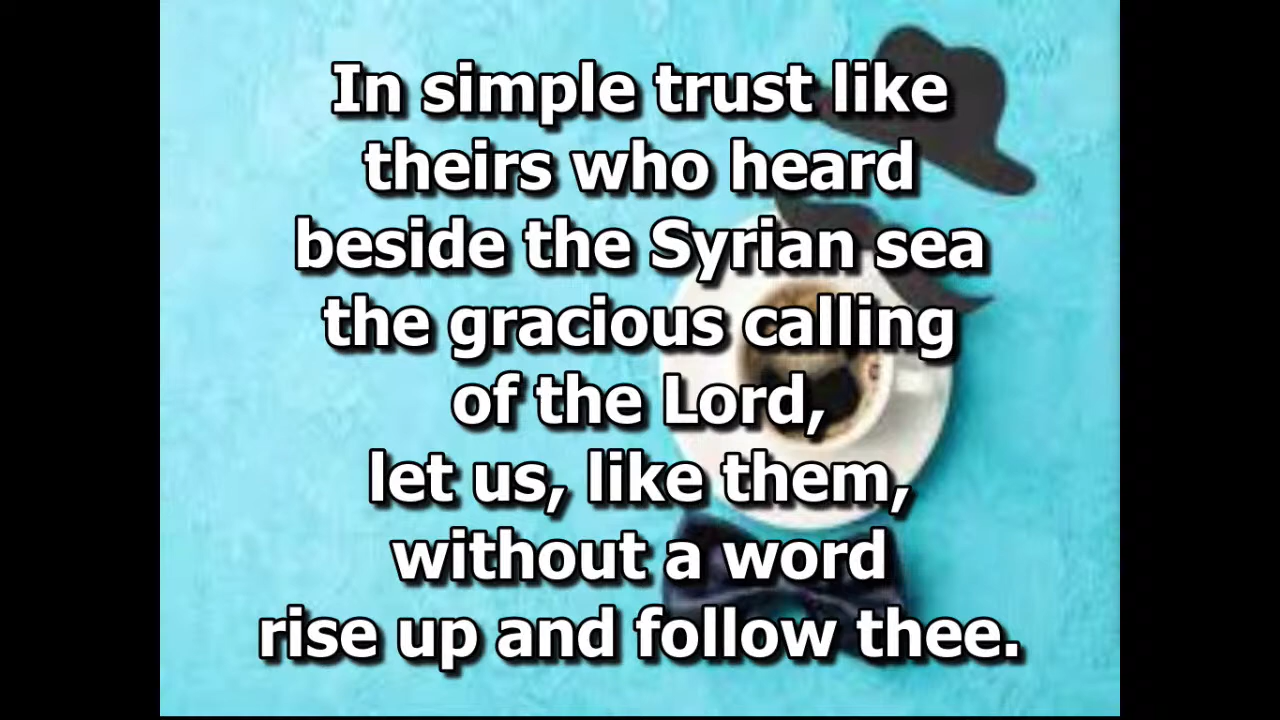 In simple trust like
theirs who heard
beside the Syrian sea
the gracious calling
of the Lord,
let us, like them,
without a word
rise up and follow thee.